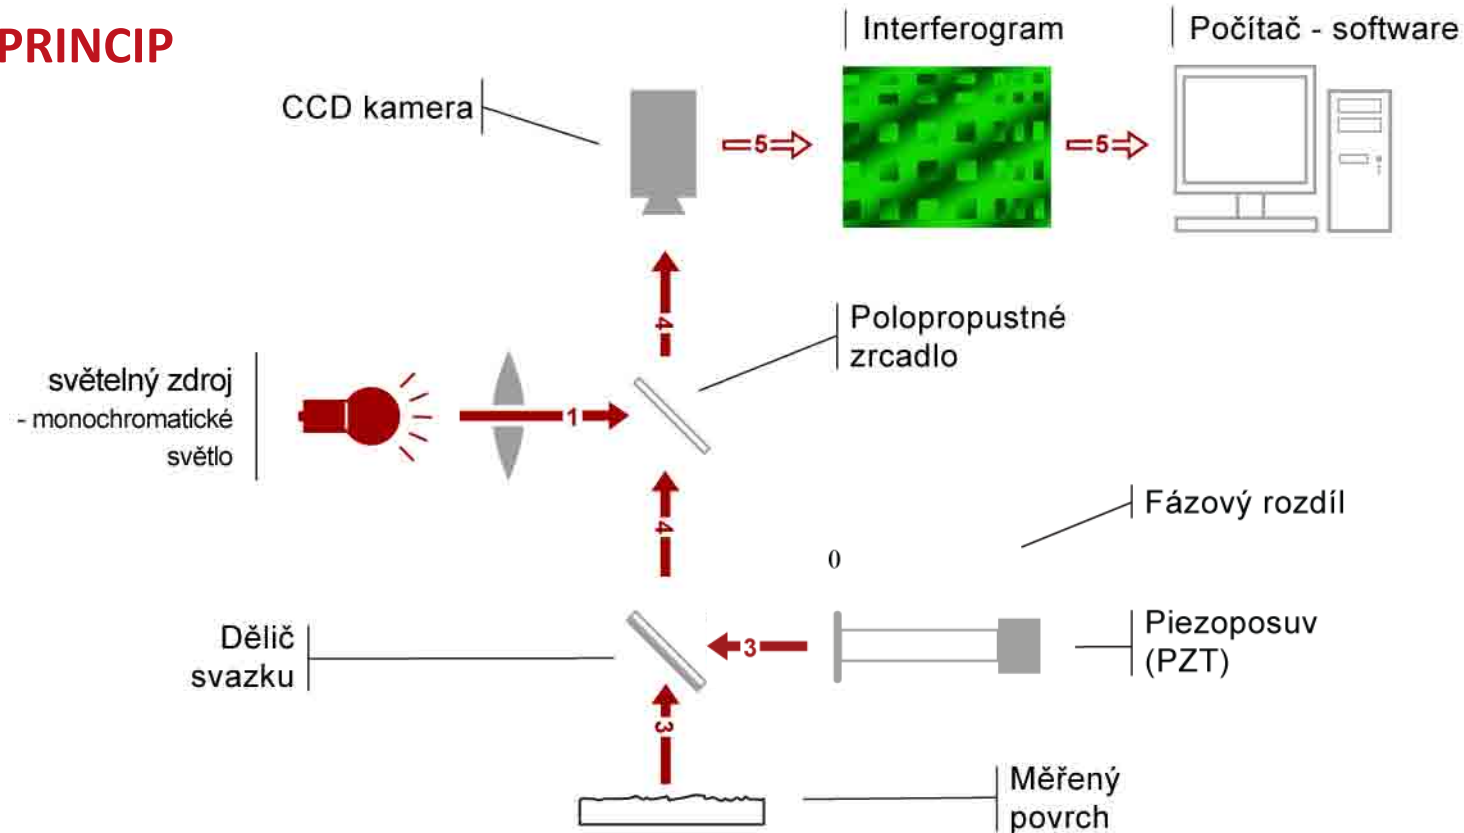 PRINCIP
Interferogram
Počítač - software
CCD kamera
5
5
4
Polopropustné
zrcadlo
světelný zdroj
- monochromatické
světlo
1
4
Fázový rozdíl
0
Dělič
svazku
3
Piezoposuv
(PZT)
3
Měřený
povrch